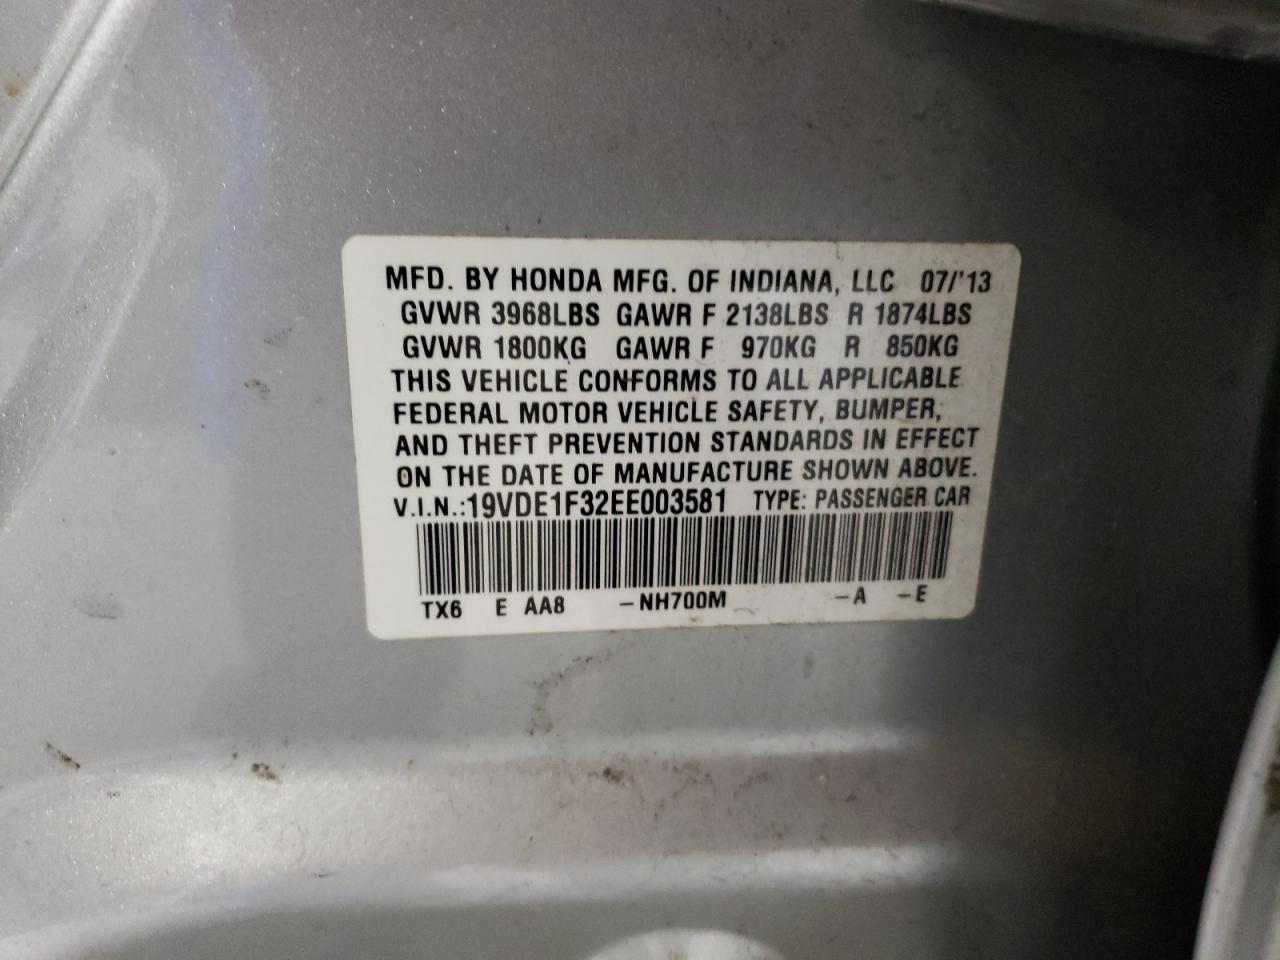 MFD. BY HONDA MFG. OF INDIANA, LLC 07/'13
GVWR 3968LBS GAWR F 2138LBS R 1874LBS
GVWR 1800KG GAWR F 970KG R 850KG
THIS VEHICLE CONFORMS TO ALL APPLICABLE
FEDERAL MOTOR VEHICLE SAFETY, BUMPER,
AND THEFT PREVENTION STANDARDS IN EFFECT
ON THE DATE OF MANUFACTURE SHOWN ABOVE.
V.I.N.:19VDE1F32EE003581 TYPE: PASSENGER CAR
TX6 E AA8 -NH700M -A -E